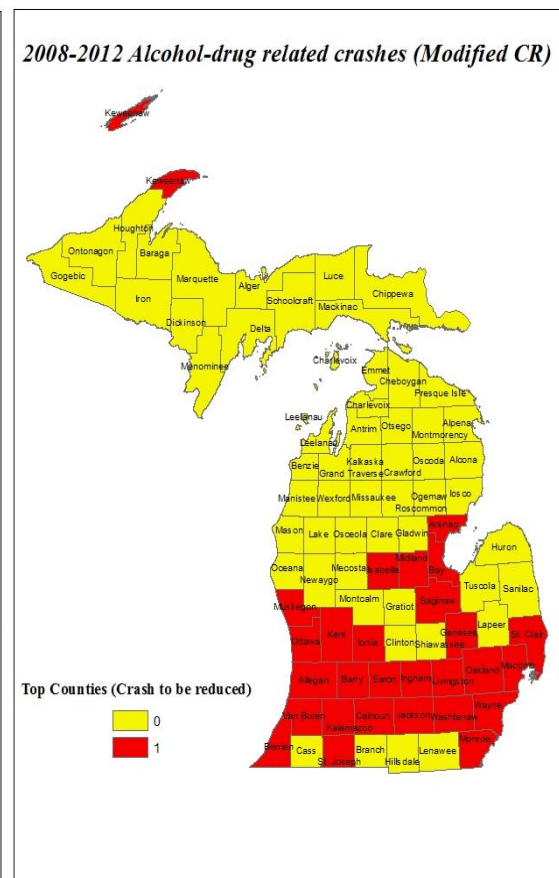 2008-2012 Alcohol-drug related crashes (Modified CR)
Keweenaw
Keweenaw
Houghton
Ontonagon
Baraga
Gogebic
Marquette
Luce
Alger
Chippewa
Iron
Schoolcraft
Mackinac
Dickinson
Delta
Menominee
Charlevoix
Emmet
Cheboygan
Presque Isle
Charlevoix
Leelanau
Antrim
Otsego
Alpena
Montmorency
Leelanau
Benzie
Kalkaska
Oscoda
Alcona
Grand Traverse
Crawford
Manistee
Wexford
Missaukee
Ogemaw
Iosco
Roscommon
Arenac
Mason
Lake
Osceola
Clare
Gladwin
Huron
Oceana
Mecosta
Isabella
Midland
Bay
Newaygo
Tuscola
Sanilac
Montcalm
Gratiot
Saginaw
Muskegon
Lapeer
Genesee
St. Clair
Ottawa
Kent
Ionia
Clinton
Shiawassee
Oakland
Macomb
Allegan
Barry
Eaton
Ingham
Livingston
Top Counties (Crash to be reduced)
0
1
Van Buren
Kalamazoo
Calhoun
Jackson
Washtenaw
Wayne
Berrien
Cass
St. Joseph
Branch
Hillsdale
Lenawee
Monroe